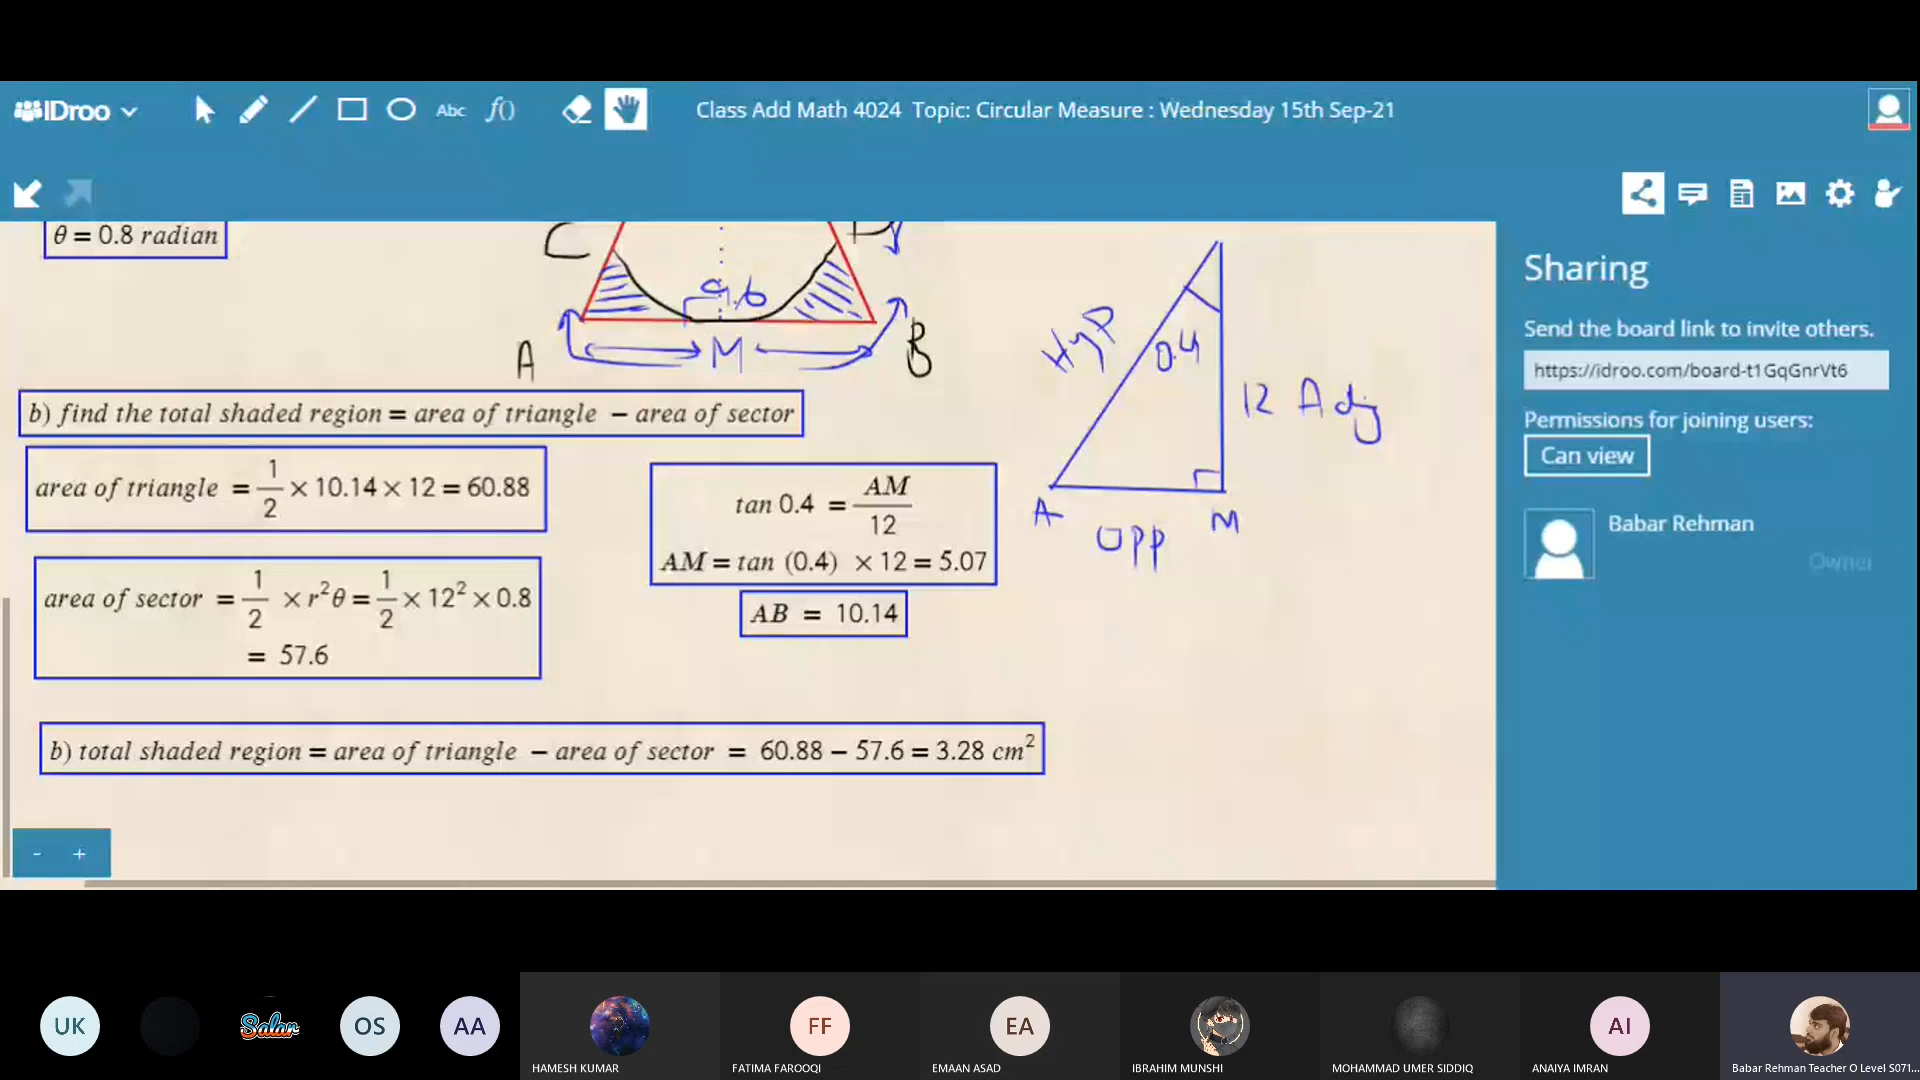 IDroo
Abc
f()
Class Add Math 4024 Topic: Circular Measure : Wednesday 15th Sep-21
θ = 0.8 radian
C
9.6
A
M
B
b) find the total shaded region = area of triangle − area of sector
area of triangle = 1/2 × 10.14 × 12 = 60.88
area of sector = 1/2 × r²θ = 1/2 × 12² × 0.8
= 57.6
tan 0.4 = AM/12
AM = tan (0.4) × 12 = 5.07
AB = 10.14
Hyp
0.4
12 Adj
A
M
Opp
b) total shaded region = area of triangle − area of sector = 60.88 − 57.6 = 3.28 cm²
- +
Sharing
Send the board link to invite others.
https://idroo.com/board-t1GqGnrVt6
Permissions for joining users:
Can view
Babar Rehman
Owner
UK
Salar
OS
AA
FF
EA
AI
HAMESH KUMAR
FATIMA FAROOQI
EMAAN ASAD
IBRAHIM MUNSHI
MOHAMMAD UMER SIDDIQ
ANAIYA IMRAN
Babar Rehman Teacher O Level S071...